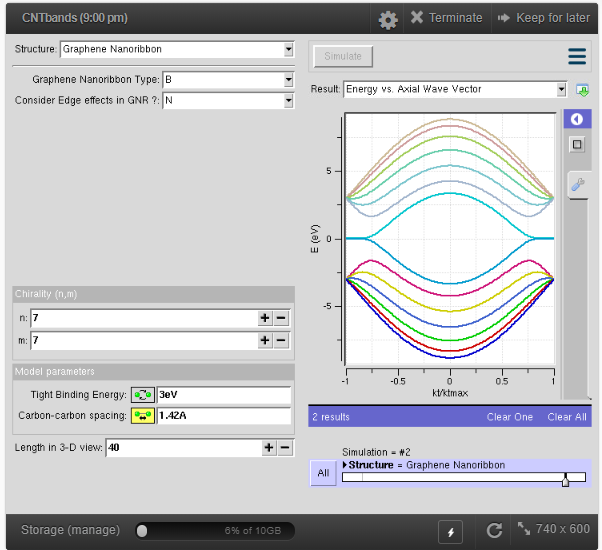 CNTbands (9:00 pm)
Terminate
Keep for later
Structure: Graphene Nanoribbon
Graphene Nanoribbon Type: B
Consider Edge effects in GNR ?: N
Chirality (n,m)
n: 7
m: 7
Model parameters
Tight Binding Energy: 3eV
Carbon-carbon spacing: 1.42A
Length in 3-D view: 40
Simulate
Result: Energy vs. Axial Wave Vector
E (eV)
5
0
-5
-1 -0.5 0 0.5 1
kt/ktmax
2 results Clear One Clear All
Simulation = #2
All
Structure = Graphene Nanoribbon
Storage (manage) 6% of 10GB 740 x 600